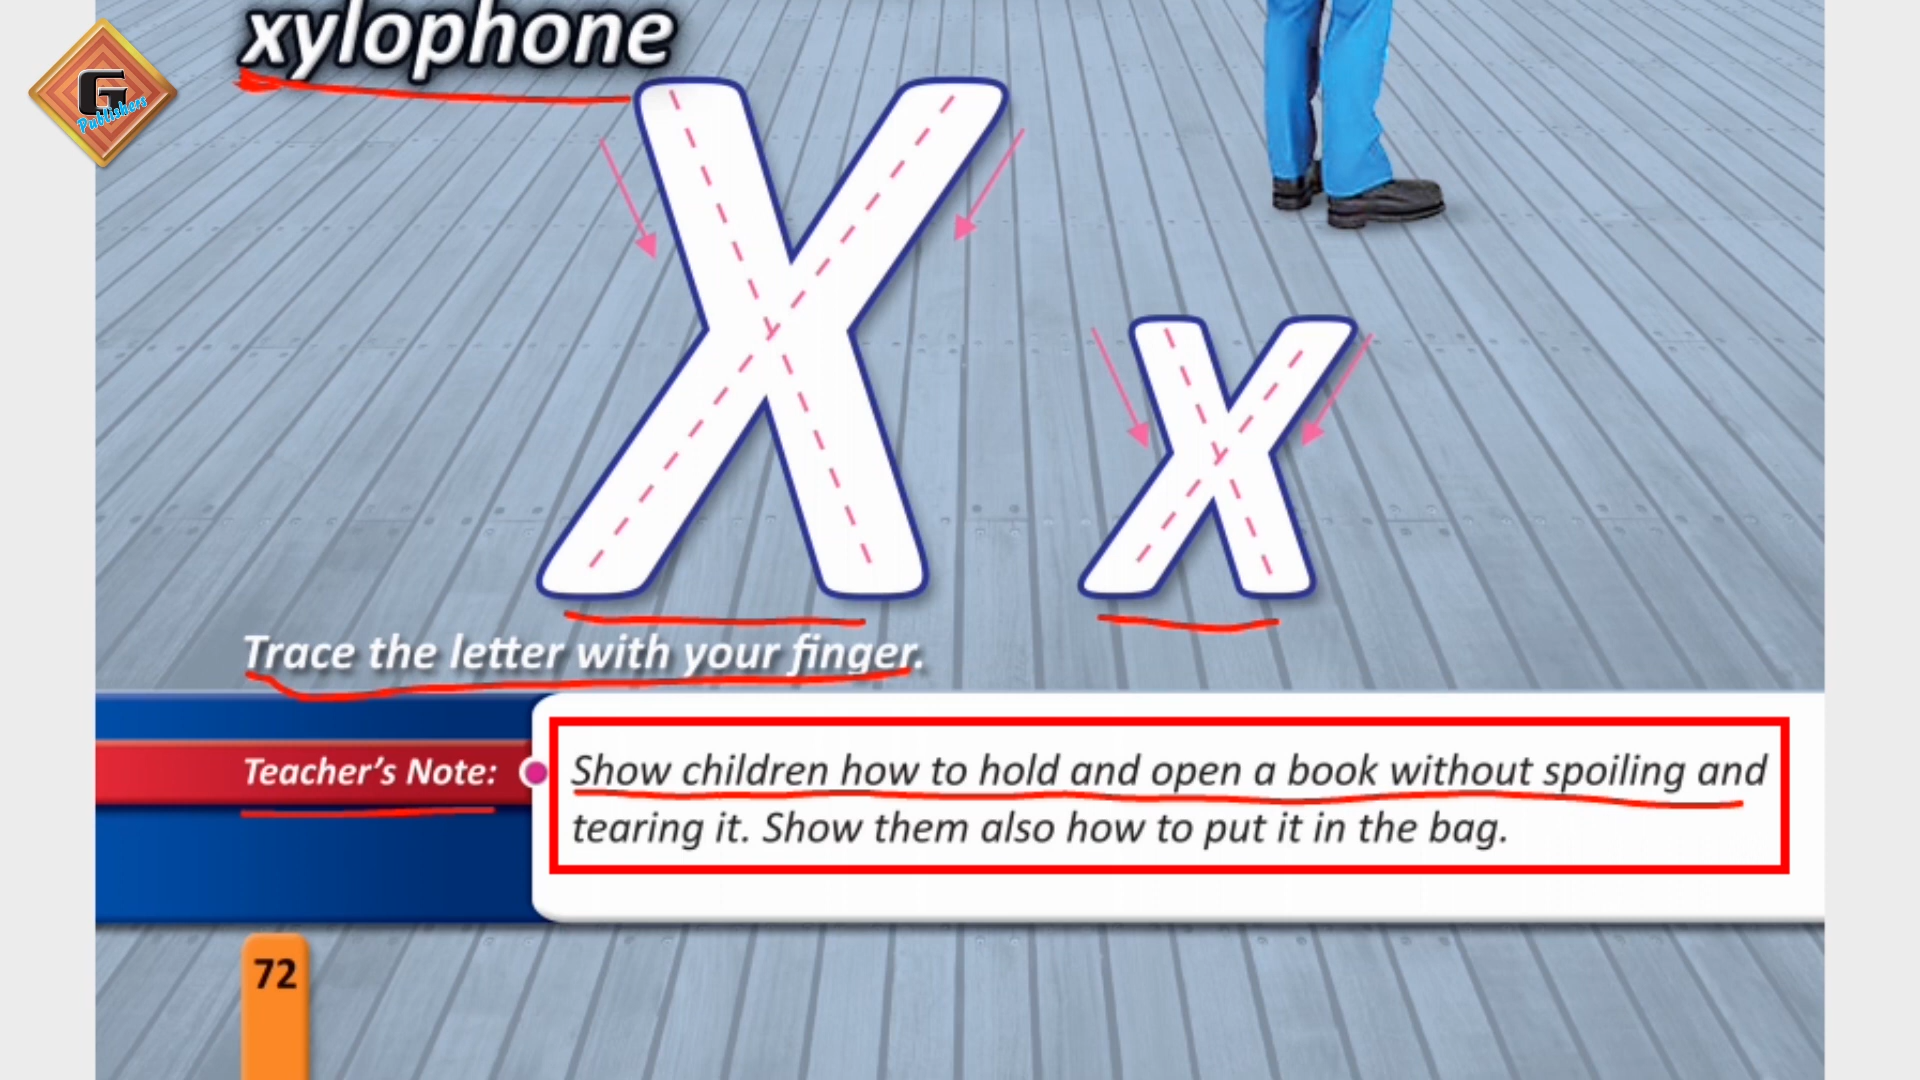 G
Publishers
xylophone
X x
Trace the letter with your finger.
Teacher's Note:
Show children how to hold and open a book without spoiling and
tearing it. Show them also how to put it in the bag.
72